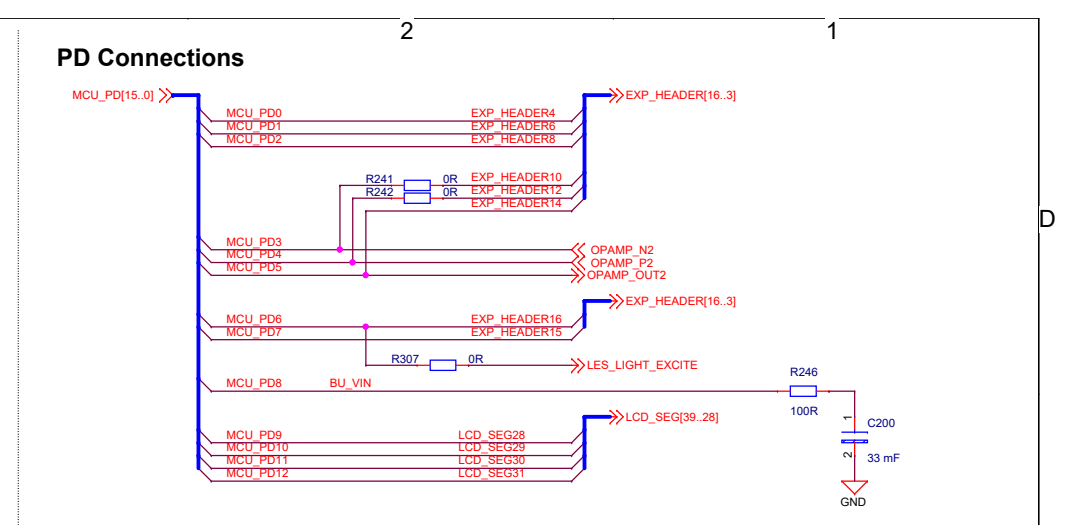 2 1
PD Connections
MCU_PD[15..0] EXP_HEADER[16..3]
MCU_PD0 EXP_HEADER4
MCU_PD1 EXP_HEADER6
MCU_PD2 EXP_HEADER8
R241 0R EXP_HEADER10
R242 0R EXP_HEADER12
EXP_HEADER14
D
MCU_PD3 OPAMP_N2
MCU_PD4 OPAMP_P2
MCU_PD5 OPAMP_OUT2
EXP_HEADER[16..3]
MCU_PD6 EXP_HEADER16
MCU_PD7 EXP_HEADER15
R307 0R LES_LIGHT_EXCITE
R246
MCU_PD8 BU_VIN
100R
LCD_SEG[39..28]
1
C200
MCU_PD9 LCD_SEG28
MCU_PD10 LCD_SEG29
MCU_PD11 LCD_SEG30
2 33 mF
MCU_PD12 LCD_SEG31
GND